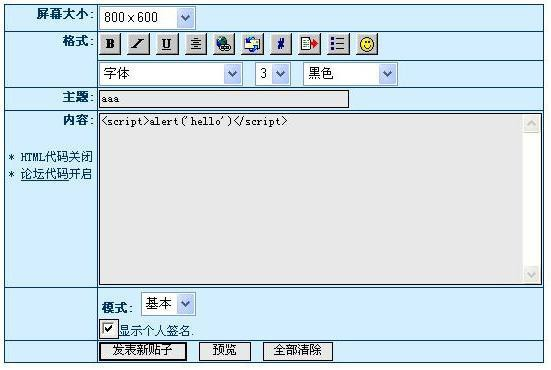 屏幕大小: 800 x 600
格式: B I U #
字体 3 黑色
主题: aaa
内容: <script>alert('hello')</script>
* HTML代码关闭
* 论坛代码开启
模式: 基本
显示个人签名.
发表新贴子 预览 全部清除